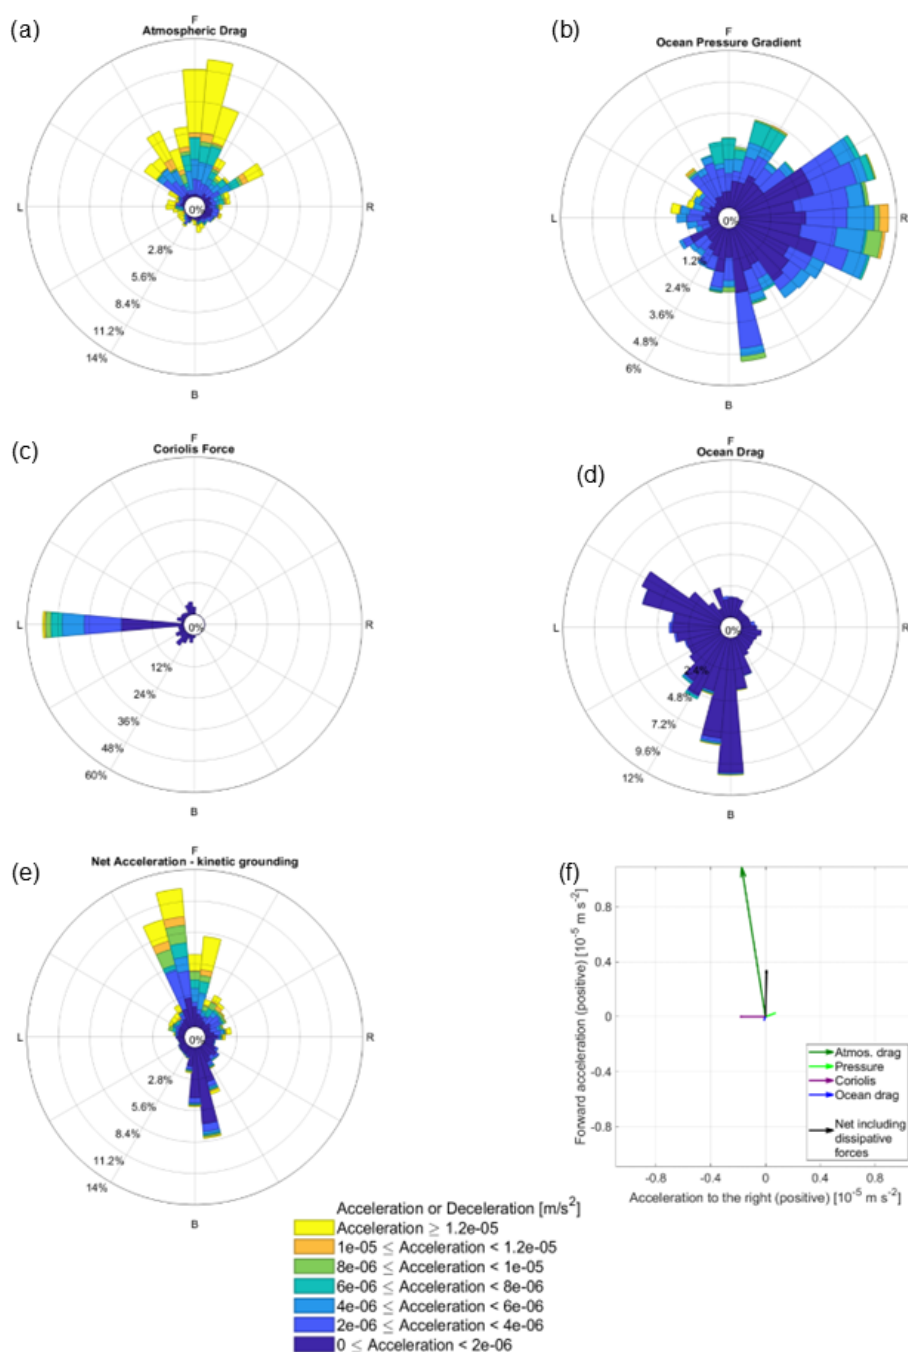 (a)
F
Atmospheric Drag
L
R
0%
2.8%
5.6%
8.4%
11.2%
14%
B
(b)
F
Ocean Pressure Gradient
R
0%
1.2%
2.4%
3.6%
4.8%
6%
L
B
(c)
F
Coriolis Force
L
R
0%
12%
24%
36%
48%
60%
B
(d)
F
Ocean Drag
L
R
0%
2.4%
4.8%
7.2%
9.6%
12%
B
(e)
F
Net Acceleration - kinetic grounding
L
R
0%
2.8%
5.6%
8.4%
11.2%
14%
B
(f)
Forward acceleration (positive) [10⁻⁵ m s⁻²]
0.8
0.4
0
-0.4
-0.8
Atmos. drag
Pressure
Coriolis
Ocean drag
Net including
dissipative
forces
-0.8 -0.4 0 0.4 0.8
Acceleration to the right (positive) [10⁻⁵ m s⁻²]
Acceleration or Deceleration [m/s²]
Acceleration ≥ 1.2e-05
1e-05 ≤ Acceleration < 1.2e-05
8e-06 ≤ Acceleration < 1e-05
6e-06 ≤ Acceleration < 8e-06
4e-06 ≤ Acceleration < 6e-06
2e-06 ≤ Acceleration < 4e-06
0 ≤ Acceleration < 2e-06